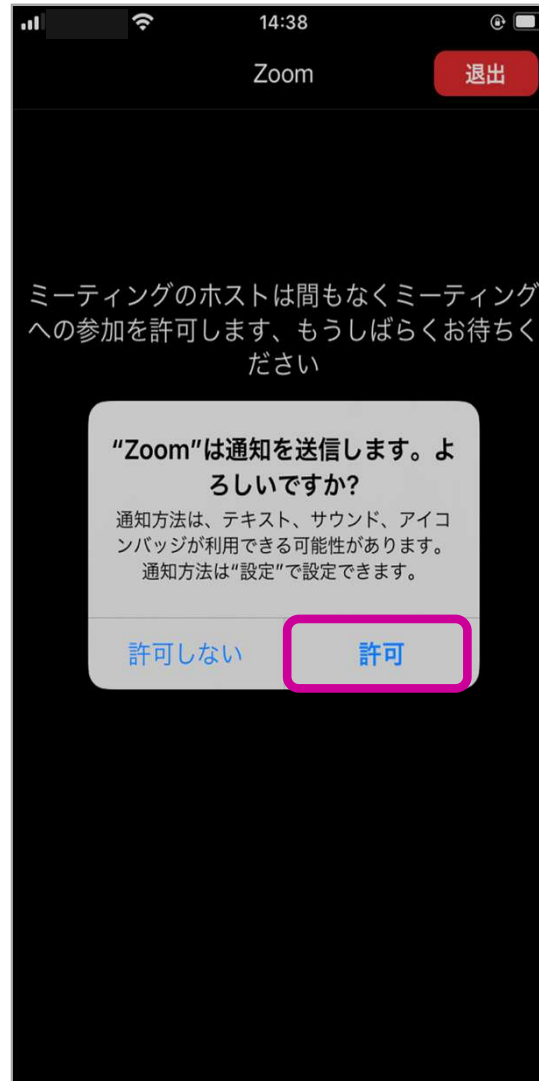 14:38
Zoom
退出
ミーティングのホストは間もなくミーティング
への参加を許可します、もうしばらくお待ちく
ださい
“Zoom”は通知を送信します。よ
ろしいですか?
通知方法は、テキスト、サウンド、アイコ
ンバッジが利用できる可能性があります。
通知方法は“設定”で設定できます。
許可しない
許可